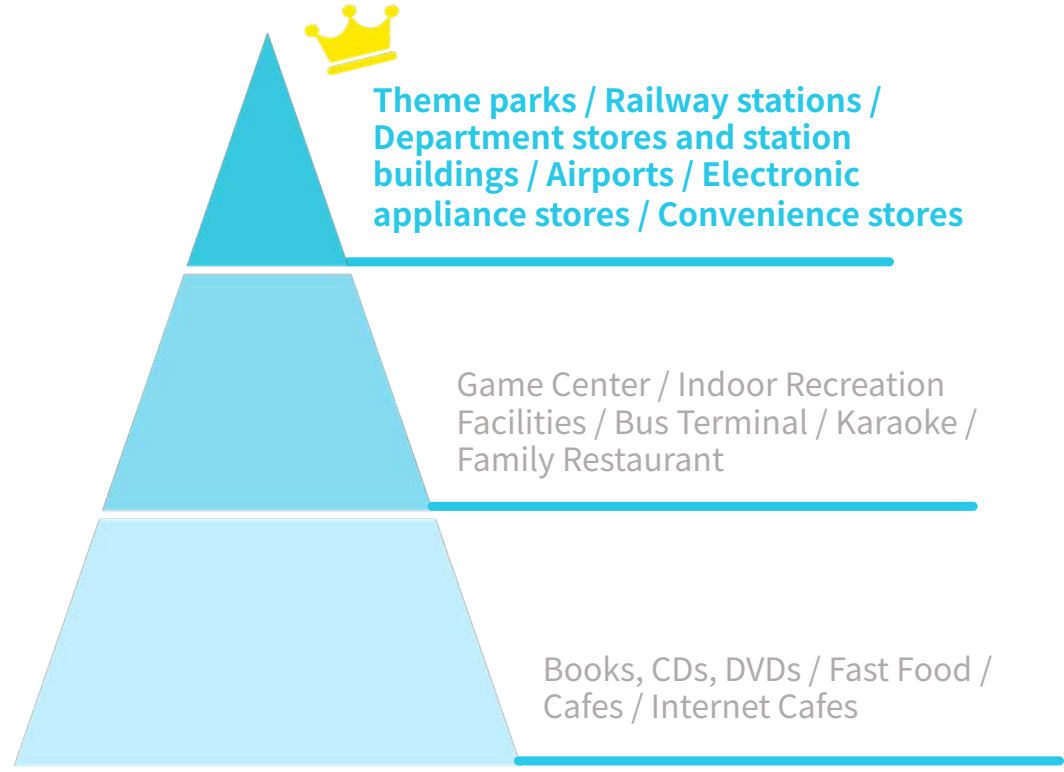 Theme parks / Railway stations /
Department stores and station
buildings / Airports / Electronic
appliance stores / Convenience stores
Game Center / Indoor Recreation
Facilities / Bus Terminal / Karaoke /
Family Restaurant
Books, CDs, DVDs / Fast Food /
Cafes / Internet Cafes